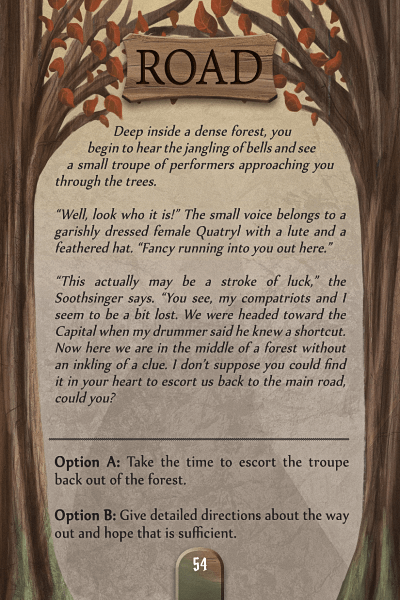 ROAD
Deep inside a dense forest, you
begin to hear the jangling of bells and see
a small troupe of performers approaching you
through the trees.
“Well, look who it is!” The small voice belongs to a
garishly dressed female Quatryl with a lute and a
feathered hat. “Fancy running into you out here.”
“This actually may be a stroke of luck,” the
Soothsinger says. “You see, my compatriots and I
seem to be a bit lost. We were headed toward the
Capital when my drummer said he knew a shortcut.
Now here we are in the middle of a forest without
an inkling of a clue. I don’t suppose you could find
it in your heart to escort us back to the main road,
could you?
Option A: Take the time to escort the troupe
back out of the forest.
Option B: Give detailed directions about the way
out and hope that is sufficient.
54